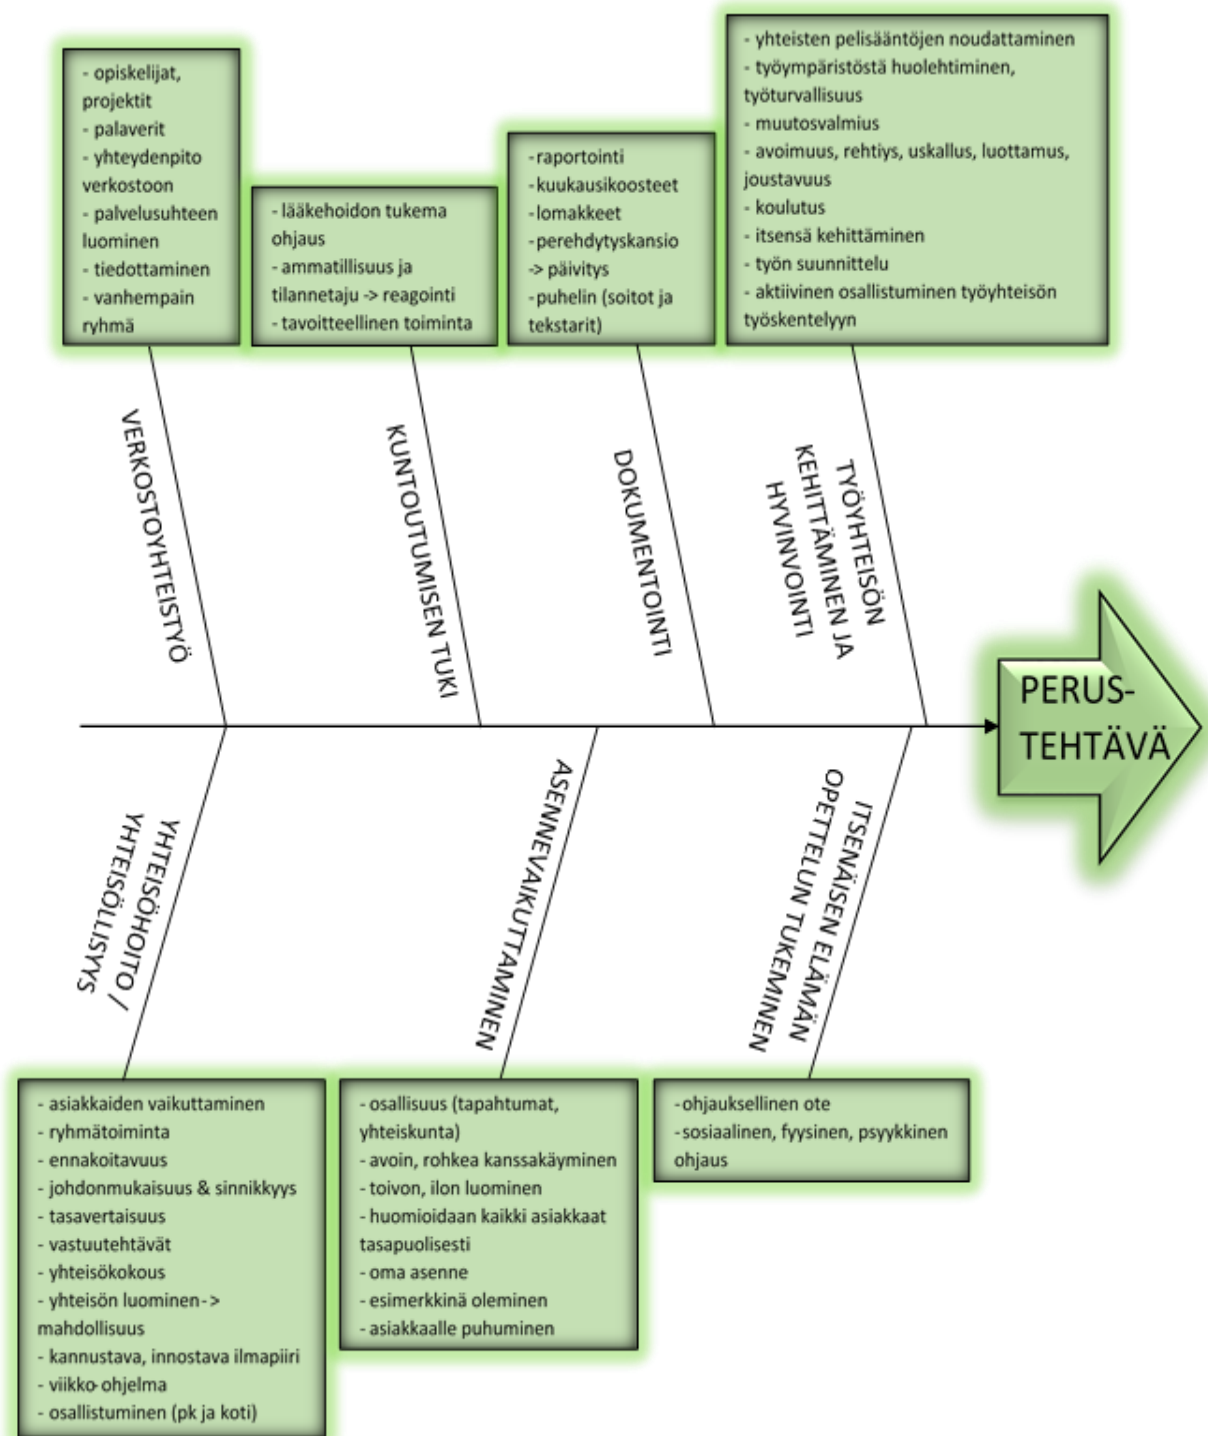 - opiskelijat,
projektit
- palaverit
- yhteydenpito
verkostoon
- palvelusuhteen
luominen
- tiedottaminen
- vanhempain
ryhmä
- lääkehoidon tukema
ohjaus
- ammatillisuus ja
tilannetaju -> reagointi
- tavoitteellinen toiminta
-raportointi
-kuukausikoosteet
-lomakkeet
-perehdytyskansio
-> päivitys
-puhelin (soitot ja
tekstarit)
- yhteisten pelisääntöjen noudattaminen
- työympäristöstä huolehtiminen,
työturvallisuus
- muutosvalmius
- avoimuus, rehtiys, uskallus, luottamus,
joustavuus
- koulutus
- itsensä kehittäminen
- työn suunnittelu
- aktiivinen osallistuminen työyhteisön
työskentelyyn
VERKOSTOYHTEISTYÖ
KUNTOUTUMISEN TUKI
DOKUMENTOINTI
TYÖYHTEISÖN
KEHITTÄMINEN JA
HYVINVOINTI
PERUS-
TEHTÄVÄ
YHTEISÖHOITO /
YHTEISÖLLISYYS
ASENNEVAIKUTTAMINEN
ITSENÄISEN ELÄMÄN
OPETTELUN TUKEMINEN
- asiakkaiden vaikuttaminen
- ryhmätoiminta
- ennakoitavuus
- johdonmukaisuus & sinnikkyys
- tasavertaisuus
- vastuutehtävät
- yhteisökokous
- yhteisön luominen->
mahdollisuus
- kannustava, innostava ilmapiiri
- viikko-ohjelma
- osallistuminen (pk ja koti)
- osallisuus (tapahtumat,
yhteiskunta)
- avoin, rohkea kanssakäyminen
- toivon, ilon luominen
- huomioidaan kaikki asiakkaat
tasapuolisesti
- oma asenne
- esimerkkinä oleminen
- asiakkaalle puhuminen
-ohjauksellinen ote
-sosiaalinen, fyysinen, psyykkinen
ohjaus